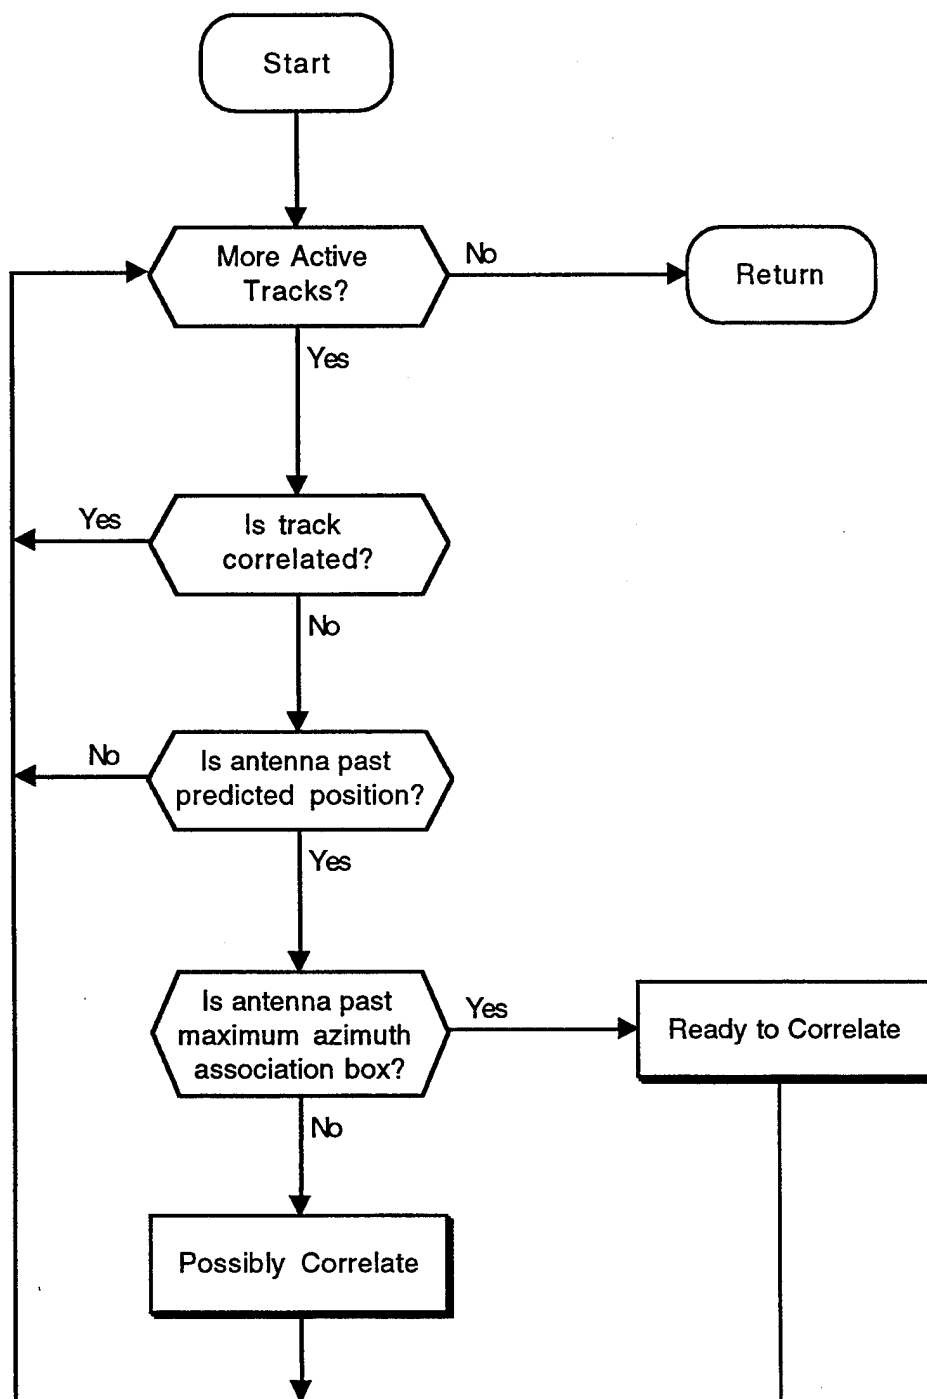 Start
More Active
Tracks?
No
Return
Yes
Is track
correlated?
Yes
No
Is antenna past
predicted position?
No
Yes
Is antenna past
maximum azimuth
association box?
Yes
Ready to Correlate
No
Possibly Correlate